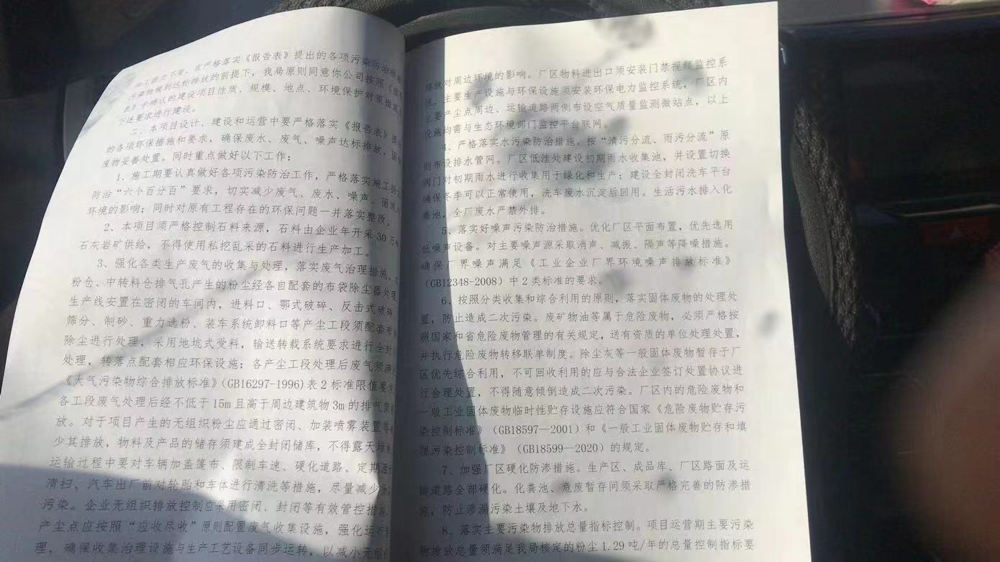 加工能力不变。在严格落实《报告表》提出的各项污染防治措
污染物做到达标排放的前提下，我局原则同意你公司按照《报
表》中确认的建设项目性质、规模、地点、环境保护对策措施
下述要求进行建设。
二、本项目设计、建设和运营中要严格落实《报告表》提
的各项环保措施和要求，确保废水、废气、噪声达标排放，固
废物妥善处置。同时重点做好以下工作：
1、施工期要认真做好各项污染防治工作，严格落实施工扬
防治“六个百分百”要求，切实减少废气、废水、噪声、固废
环境的影响；同时对原有工程存在的环保问题一并落实整改。
2、本项目须严格控制石料来源，石料由企业年开采30万
石灰岩矿供给，不得使用私挖乱采的石料进行生产加工。
3、强化各类生产废气的收集与处理，落实废气治理措施。
粉仓、中转料仓排气孔产生的粉尘经各自配套的布袋除尘器处理
生产线安置在密闭的车间内，进料口、鄂式破碎、反击式破碎
筛分、制砂、重力选粉、装车系统卸料口等产尘工段须配套布
除尘进行处理，采用地坑式受料，输送转载系统要求进行全封
处理，转落点配套相应环保设施；各产尘工段处理后废气须满
《大气污染物综合排放标准》(GB16297-1996)表2标准限值要求
各工段废气处理后经不低于15m且高于周边建筑物3m的排气筒
放。对于项目产生的无组织粉尘应通过密闭、加装喷雾装置等
少其排放，物料及产品的储存须建成全封闭储库，不得露天堆
运输过程中要对车辆加盖篷布、限制车速、硬化道路、定期
清扫、汽车出厂前对轮胎和车体进行清洗等措施，尽量减少
污染。企业无组织排放控制应采用密闭、封闭等有效管控措施
产尘点应按照“应收尽收”原则配置废气收集设施，强化运行
理，确保收集治理设施与生产工艺设备同步运转，以减小无组
排放对周边环境的影响。厂区物料进出口须安装门禁视频监控系
统，主要生产设施与环保设施须安装环保电力监控系统，厂区内
主要产尘点周边、运输道路两侧布设空气质量监测微站点，以上
设施均需与生态环境部门监控平台联网。
4、严格落实水污染防治措施。按“清污分流、雨污分流”原
则布设排水管网。厂区低洼处建设初期雨水收集池，并设置切换
阀门对初期雨水进行收集用于绿化和生产；建设全封闭洗车平台
确保冬季可以正常使用，洗车废水沉淀后回用。生活污水排入化
粪池，全厂废水严禁外排。
5、落实好噪声污染防治措施。优化厂区平面布置，优先选用
低噪声设备。对主要噪声源采取消声、减振、隔声等降噪措施。
确保厂界噪声满足《工业企业厂界环境噪声排放标准》
（GB12348-2008）中2类标准的要求。
6、按照分类收集和综合利用的原则，落实固体废物的处理处
置，防止造成二次污染。废矿物油等属于危险废物，必须严格按
照国家和省危险废物管理的有关规定，送有资质的单位处理处置，
并执行危险废物转移联单制度。除尘灰等一般固体废物暂存于厂
区优先综合利用，不可回收利用的应与合法企业签订处置协议进
行合理处置，不得随意倾倒造成二次污染。厂区内的危险废物和
一般工业固体废物临时性贮存设施应符合国家《危险废物贮存污
染控制标准》（GB18597—2001）和《一般工业固体废物贮存和填
埋污染控制标准》（GB18599—2020）的规定。
7、加强厂区硬化防渗措施。生产区、成品库、厂区路面及运
输道路全部硬化。化粪池、危废暂存间须采取严格完善的防渗措
施，防止渗漏污染土壤及地下水。
8、落实主要污染物排放总量指标控制。项目运营期主要污染
物排放总量须满足我局核定的粉尘1.29吨/年的总量控制指标要